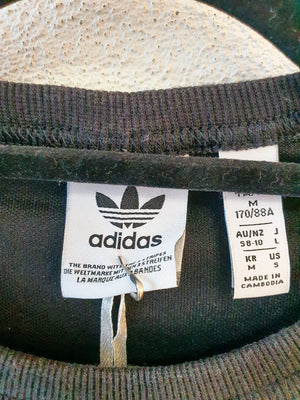 adidas
THE BRAND WITH THE 3 STRIPES
DIE WELTMARKE MIT DEN 3 STREIFEN
LA MARQUE AUX 3 BANDES
M
170/88A
AU/NZ J
S8-10 L
KR US
M S
MADE IN
CAMBODIA